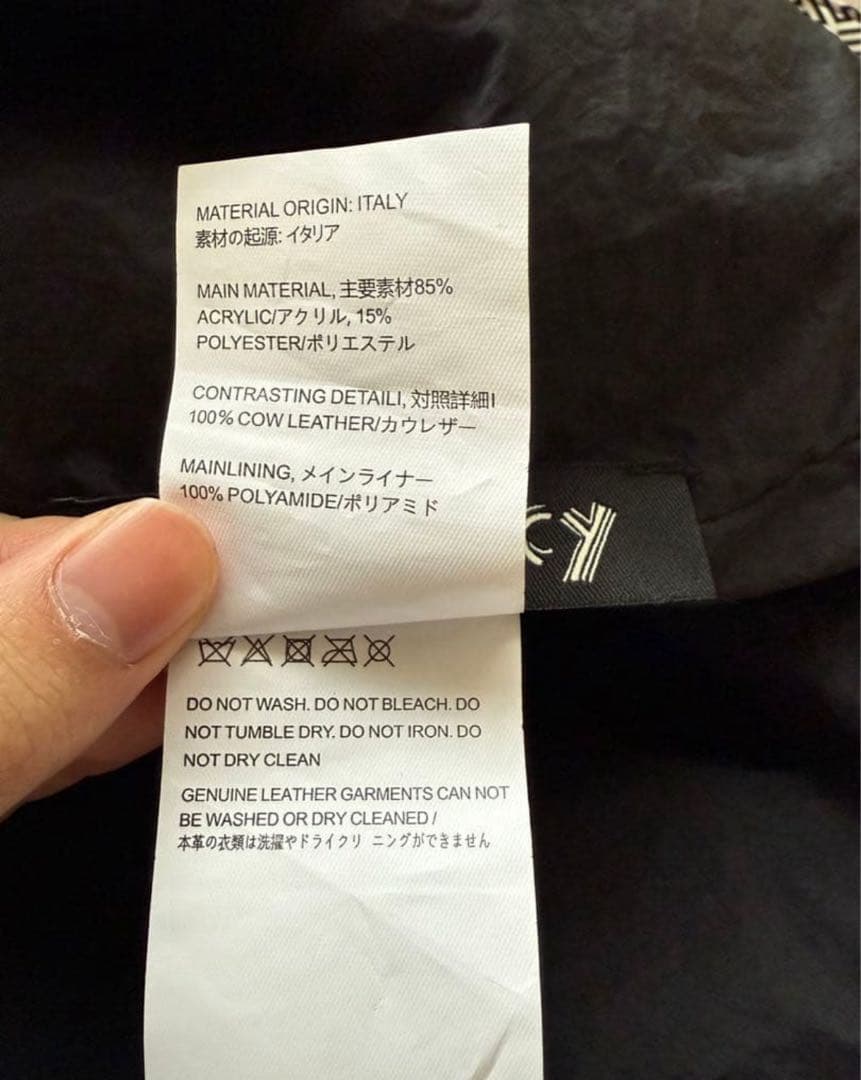 MATERIAL ORIGIN: ITALY
素材の起源: イタリア
MAIN MATERIAL, 主要素材85%
ACRYLIC/アクリル, 15%
POLYESTER/ポリエステル
CONTRASTING DETAILI, 対照詳細I
100% COW LEATHER/カウレザー
MAINLINING, メインライナー
100% POLYAMIDE/ポリアミド
CY
DO NOT WASH. DO NOT BLEACH. DO
NOT TUMBLE DRY. DO NOT IRON. DO
NOT DRY CLEAN
GENUINE LEATHER GARMENTS CAN NOT
BE WASHED OR DRY CLEANED /
本革の衣類は洗濯やドライクリ ニングができません